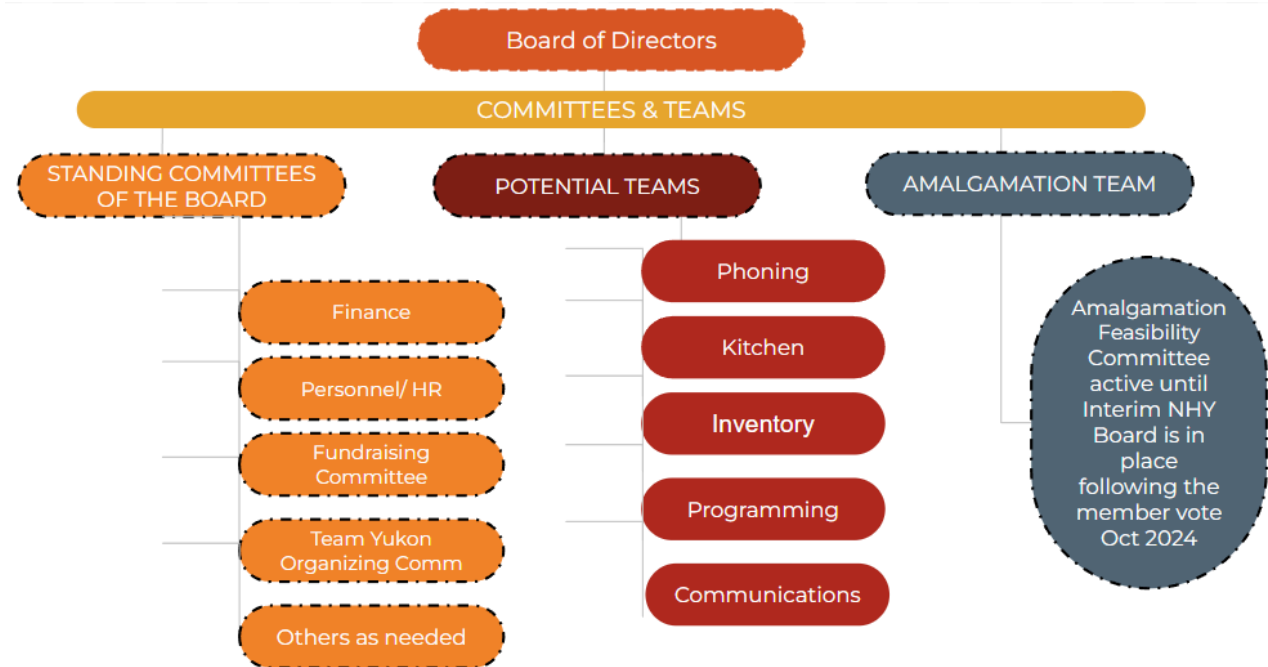 Board of Directors
COMMITTEES & TEAMS
STANDING COMMITTEES
OF THE BOARD
Finance
Personnel/ HR
Fundraising
Committee
Team Yukon
Organizing Comm
Others as needed
POTENTIAL TEAMS
Phoning
Kitchen
Inventory
Programming
Communications
AMALGAMATION TEAM
Amalgamation
Feasibility
Committee
active until
Interim NHY
Board is in
place
following the
member vote
Oct 2024